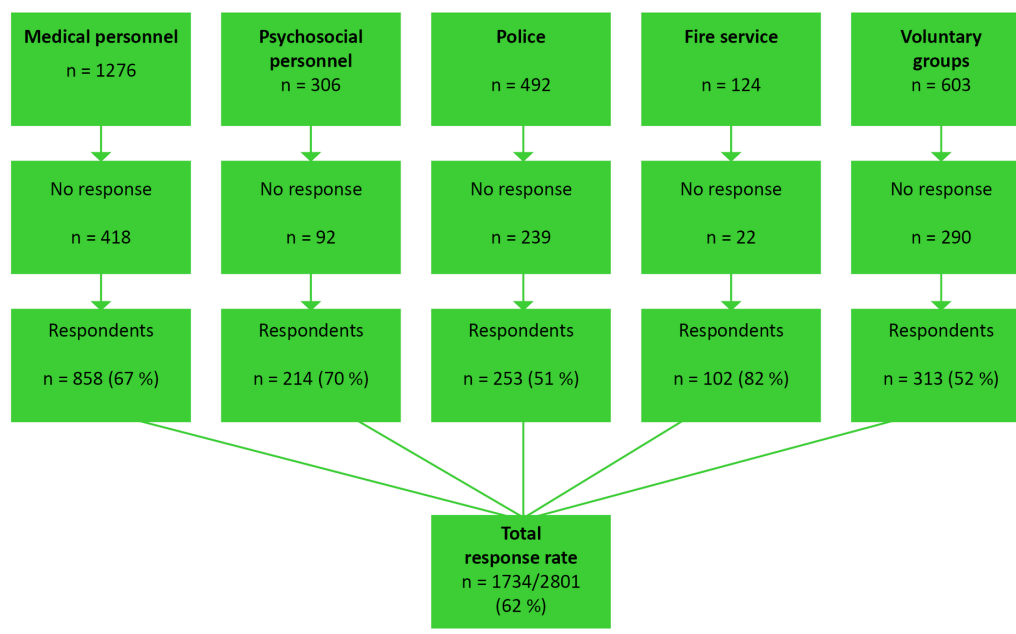 Medical personnel
n = 1276
Psychosocial
personnel
n = 306
Police
n = 492
Fire service
n = 124
Voluntary
groups
n = 603
No response
n = 418
No response
n = 92
No response
n = 239
No response
n = 22
No response
n = 290
Respondents
n = 858 (67 %)
Respondents
n = 214 (70 %)
Respondents
n = 253 (51 %)
Respondents
n = 102 (82 %)
Respondents
n = 313 (52 %)
Total
response rate
n = 1734/2801
(62 %)